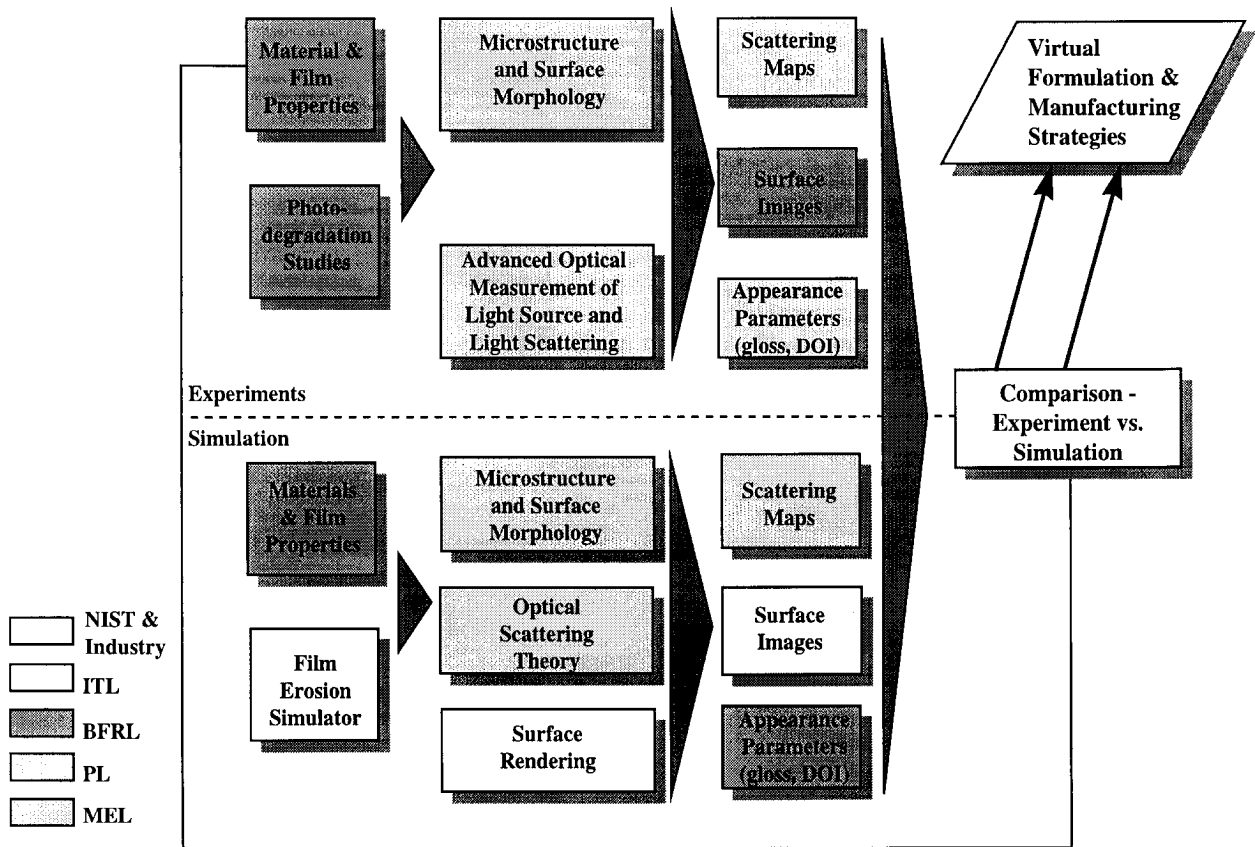 Material &
Film
Properties
Photo-
degradation
Studies
Microstructure
and Surface
Morphology
Advanced Optical
Measurement of
Light Source and
Light Scattering
Scattering
Maps
Surface
Images
Appearance
Parameters
(gloss, DOI)
Virtual
Formulation &
Manufacturing
Strategies
Comparison -
Experiment vs.
Simulation
Experiments
Simulation
Materials
& Film
Properties
Film
Erosion
Simulator
Microstructure
and Surface
Morphology
Optical
Scattering
Theory
Surface
Rendering
Scattering
Maps
Surface
Images
Appearance
Parameters
(gloss, DOI)
NIST &
Industry
ITL
BFRL
PL
MEL